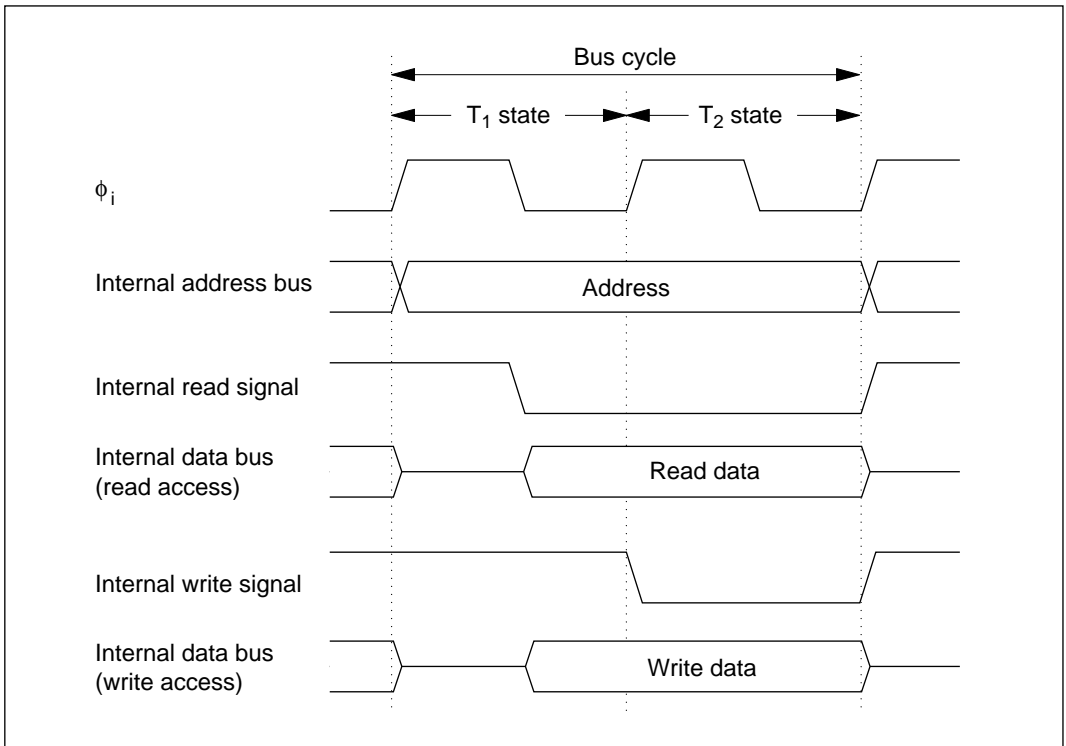 Bus cycle
T1 state
T2 state
ϕi
Internal address bus
Address
Internal read signal
Internal data bus
(read access)
Read data
Internal write signal
Internal data bus
(write access)
Write data